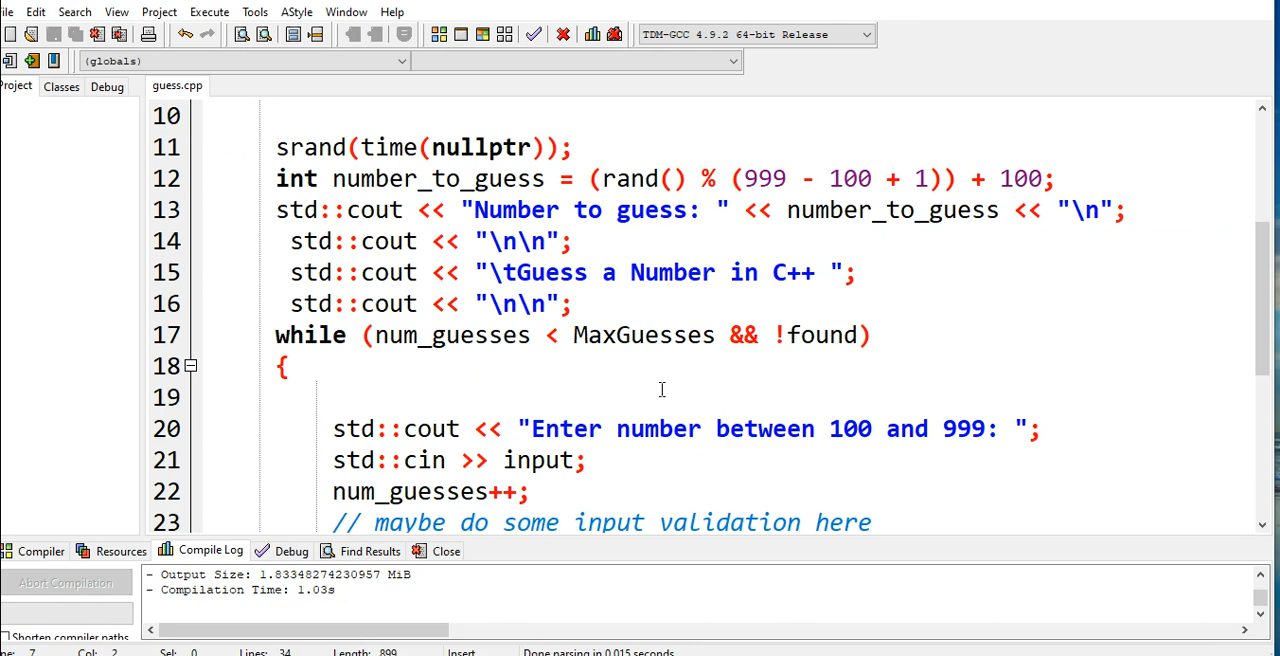 ile Edit Search View Project Execute Tools AStyle Window Help
TDM-GCC 4.9.2 64-bit Release
(globals)
Project Classes Debug guess.cpp
10
11 srand(time(nullptr));
12 int number_to_guess = (rand() % (999 - 100 + 1)) + 100;
13 std::cout << "Number to guess: " << number_to_guess << "\n";
14 std::cout << "\n\n";
15 std::cout << "\tGuess a Number in C++ ";
16 std::cout << "\n\n";
17 while (num_guesses < MaxGuesses && !found)
18 {
19
20 std::cout << "Enter number between 100 and 999: ";
21 std::cin >> input;
22 num_guesses++;
23 // maybe do some input validation here
Compiler Resources Compile Log Debug Find Results Close
Abort Compilation
- Output Size: 1.83348274230957 MiB
- Compilation Time: 1.03s
Shorten compiler paths
ne: 7 Col: 2 Sel: 0 Lines: 34 Length: 899 Insert Done parsing in 0.015 seconds